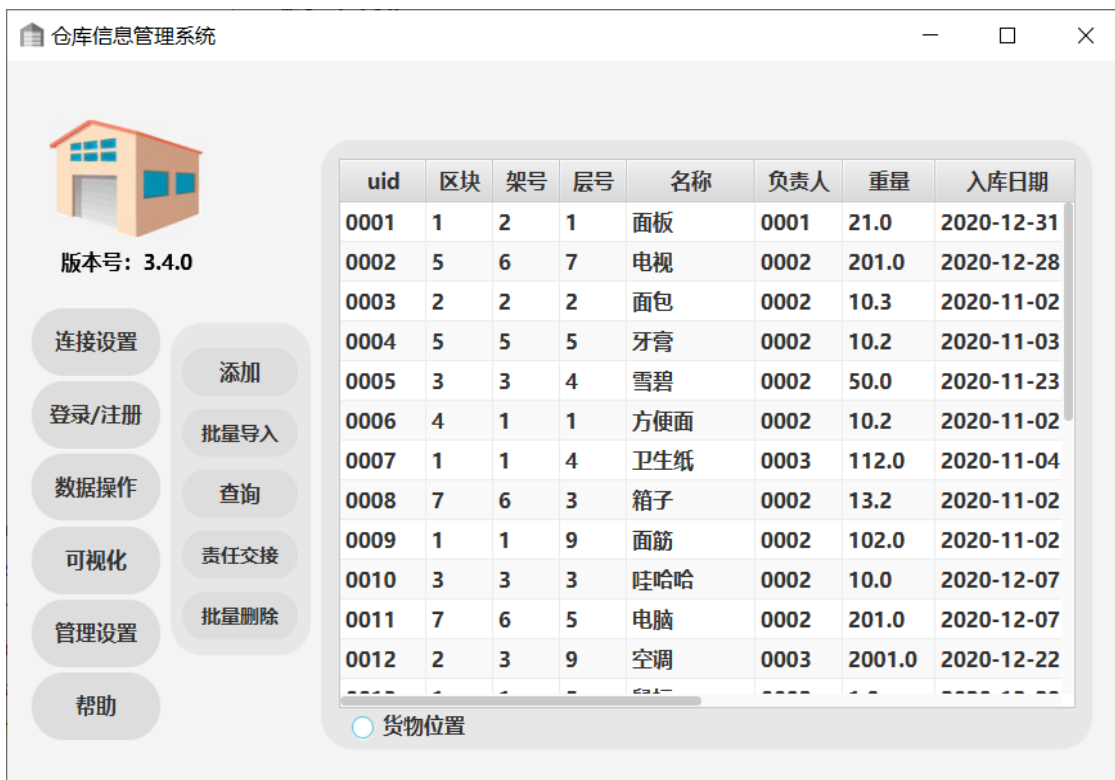 仓库信息管理系统
版本号：3.4.0
连接设置
登录/注册
数据操作
可视化
管理设置
帮助
添加
批量导入
查询
责任交接
批量删除
uid 区块 架号 层号 名称 负责人 重量 入库日期
0001 1 2 1 面板 0001 21.0 2020-12-31
0002 5 6 7 电视 0002 201.0 2020-12-28
0003 2 2 2 面包 0002 10.3 2020-11-02
0004 5 5 5 牙膏 0002 10.2 2020-11-03
0005 3 3 4 雪碧 0002 50.0 2020-11-23
0006 4 1 1 方便面 0002 10.2 2020-11-02
0007 1 1 4 卫生纸 0003 112.0 2020-11-04
0008 7 6 3 箱子 0002 13.2 2020-11-02
0009 1 1 9 面筋 0002 102.0 2020-11-02
0010 3 3 3 哇哈哈 0002 10.0 2020-12-07
0011 7 6 5 电脑 0002 201.0 2020-12-07
0012 2 3 9 空调 0003 2001.0 2020-12-22
货物位置